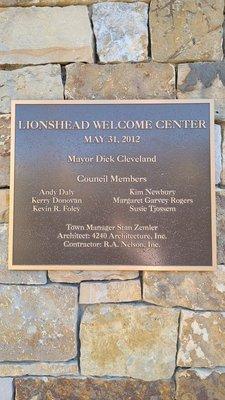 LIONSHEAD WELCOME CENTER
MAY 31, 2012
Mayor Dick Cleveland
Council Members
Andy Daly Kim Newbury
Kerry Donovan Margaret Garvey Rogers
Kevin R. Foley Susie Tjossem
Town Manager Stan Zemler
Architect: 4240 Architecture, Inc.
Contractor: R.A. Nelson, Inc.